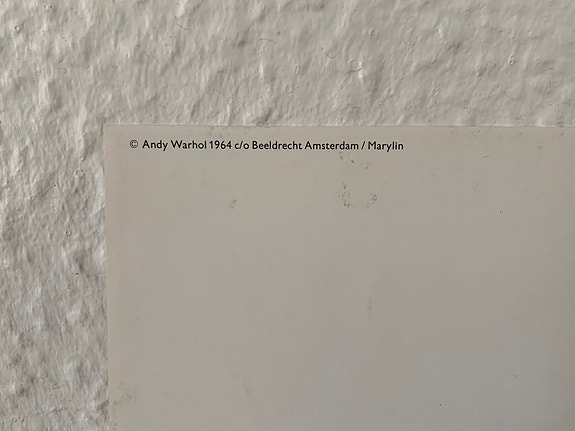 © Andy Warhol 1964 c/o Beeldrecht Amsterdam / Marylin